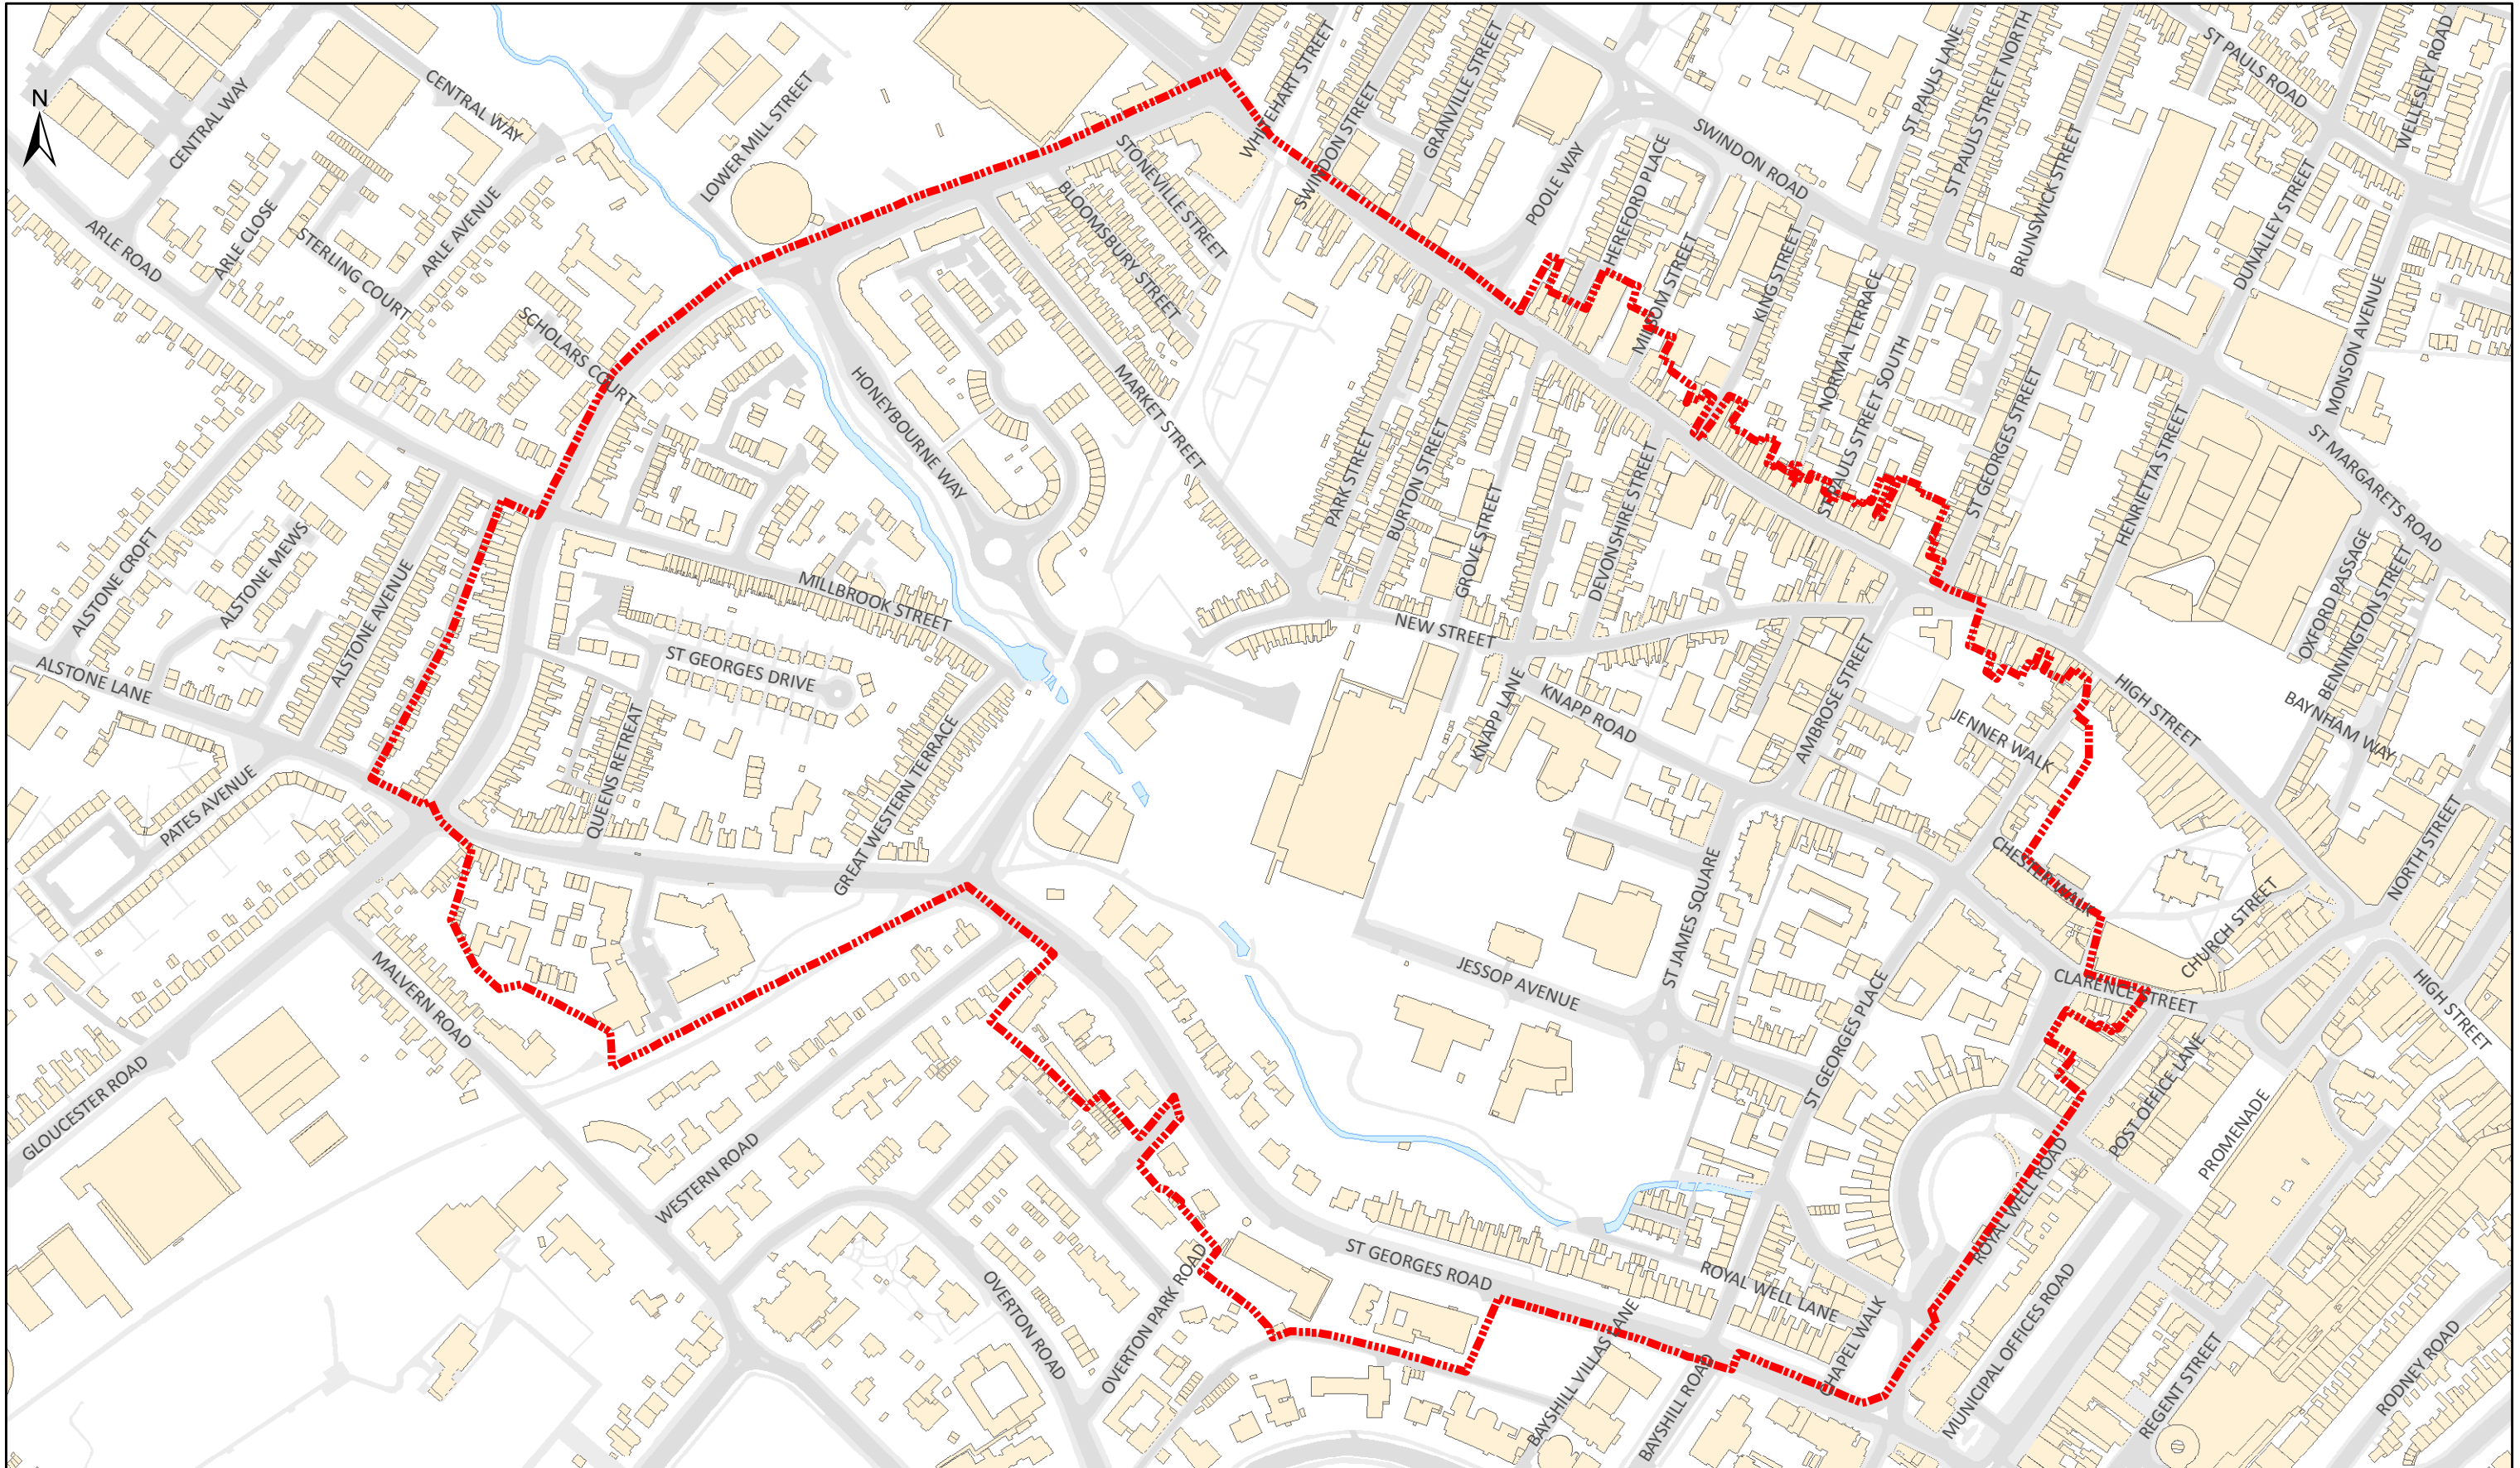 N
CENTRAL WAY
CENTRAL WAY
LOWER MILL STREET
WHITEHART STREET
SWINDON STREET
GRANVILLE STREET
POOLE WAY
HEREFORD PLACE
SWINDON ROAD
ST PAULS LANE
ST PAULS STREET NORTH
BRUNSWICK STREET
ST PAULS ROAD
WELLESLEY ROAD
DUNALLEY STREET
MONSON AVENUE
ARLE ROAD
ARLE CLOSE
STERLING COURT
ARLE AVENUE
SCHOLARS COURT
STONEVILLE STREET
BLOOMSBURY STREET
MARKET STREET
HONEYBOURNE WAY
MILSOM STREET
KING STREET
NORMAL TERRACE
ST PAULS STREET SOUTH
ST GEORGES STREET
HENRIETTA STREET
ST MARGARETS ROAD
PARK STREET
BURTON STREET
GROVE STREET
DEVONSHIRE STREET
ALSTONE CROFT
ALSTONE MEWS
ALSTONE AVENUE
ALSTONE LANE
MILLBROOK STREET
ST GEORGES DRIVE
QUEENS RETREAT
GREAT WESTERN TERRACE
NEW STREET
KNAPP LANE
KNAPP ROAD
AMBROSE STREET
JENNER WALK
HIGH STREET
OXFORD PASSAGE
BENNINGTON STREET
BAYNHAM WAY
NORTH STREET
PATES AVENUE
CHESTER WALK
CHURCH STREET
CLARENCE STREET
HIGH STREET
MALVERN ROAD
GLOUCESTER ROAD
ST JAMES SQUARE
JESSOP AVENUE
ST GEORGES PLACE
POST OFFICE LANE
PROMENADE
WESTERN ROAD
OVERTON ROAD
OVERTON PARK ROAD
ST GEORGES ROAD
ROYAL WELL LANE
ROYAL WELL ROAD
CHAPEL WALK
BAYSHILL VILLAS LANE
BAYSHILL ROAD
MUNICIPAL OFFICES ROAD
REGENT STREET
RODNEY ROAD